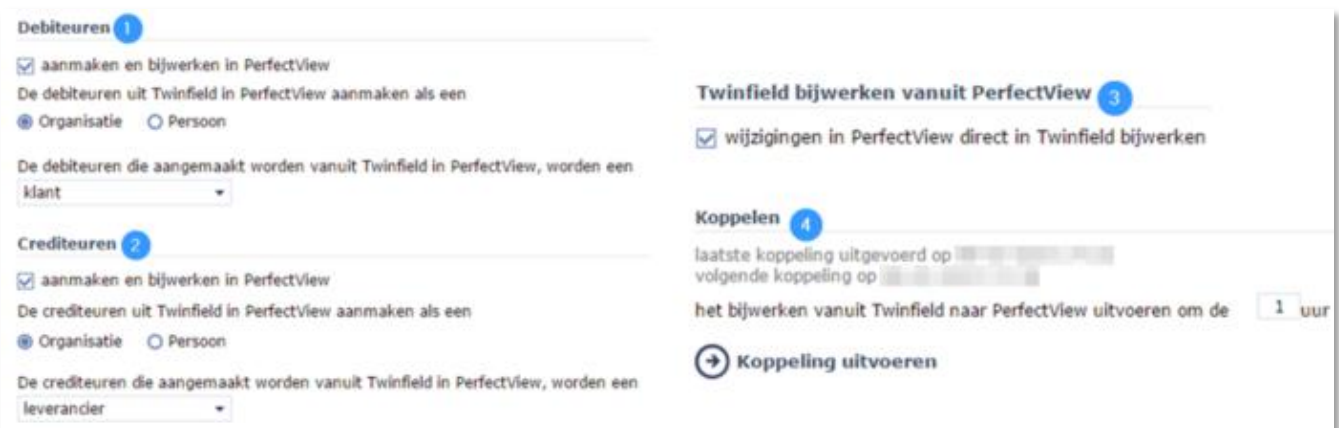 Debiteuren 1
aanmaken en bijwerken in PerfectView
De debiteuren uit Twinfield in PerfectView aanmaken als een
Organisatie Persoon
De debiteuren die aangemaakt worden vanuit Twinfield in PerfectView, worden een
klant
Crediteuren 2
aanmaken en bijwerken in PerfectView
De crediteuren uit Twinfield in PerfectView aanmaken als een
Organisatie Persoon
De crediteuren die aangemaakt worden vanuit Twinfield in PerfectView, worden een
leverancier
Twinfield bijwerken vanuit PerfectView 3
wijzigingen in PerfectView direct in Twinfield bijwerken
Koppelen 4
laatste koppeling uitgevoerd op
volgende koppeling op
het bijwerken vanuit Twinfield naar PerfectView uitvoeren om de 1 uur
Koppeling uitvoeren